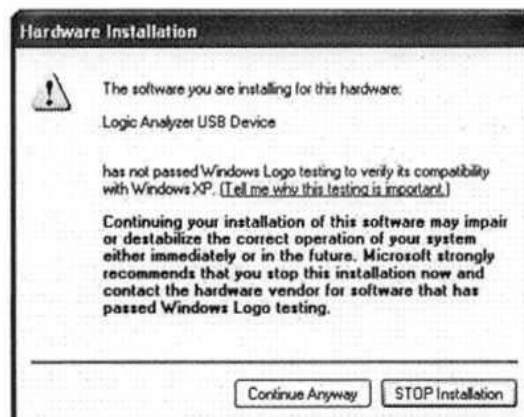 Hardware Installation
The software you are installing for this hardware:
Logic Analyzer USB Device
has not passed Windows Logo testing to verify its compatibility
with Windows XP. (Tell me why this testing is important.)
Continuing your installation of this software may impair
or destabilize the correct operation of your system
either immediately or in the future. Microsoft strongly
recommends that you stop this installation now and
contact the hardware vendor for software that has
passed Windows Logo testing.
Continue Anyway
STOP Installation